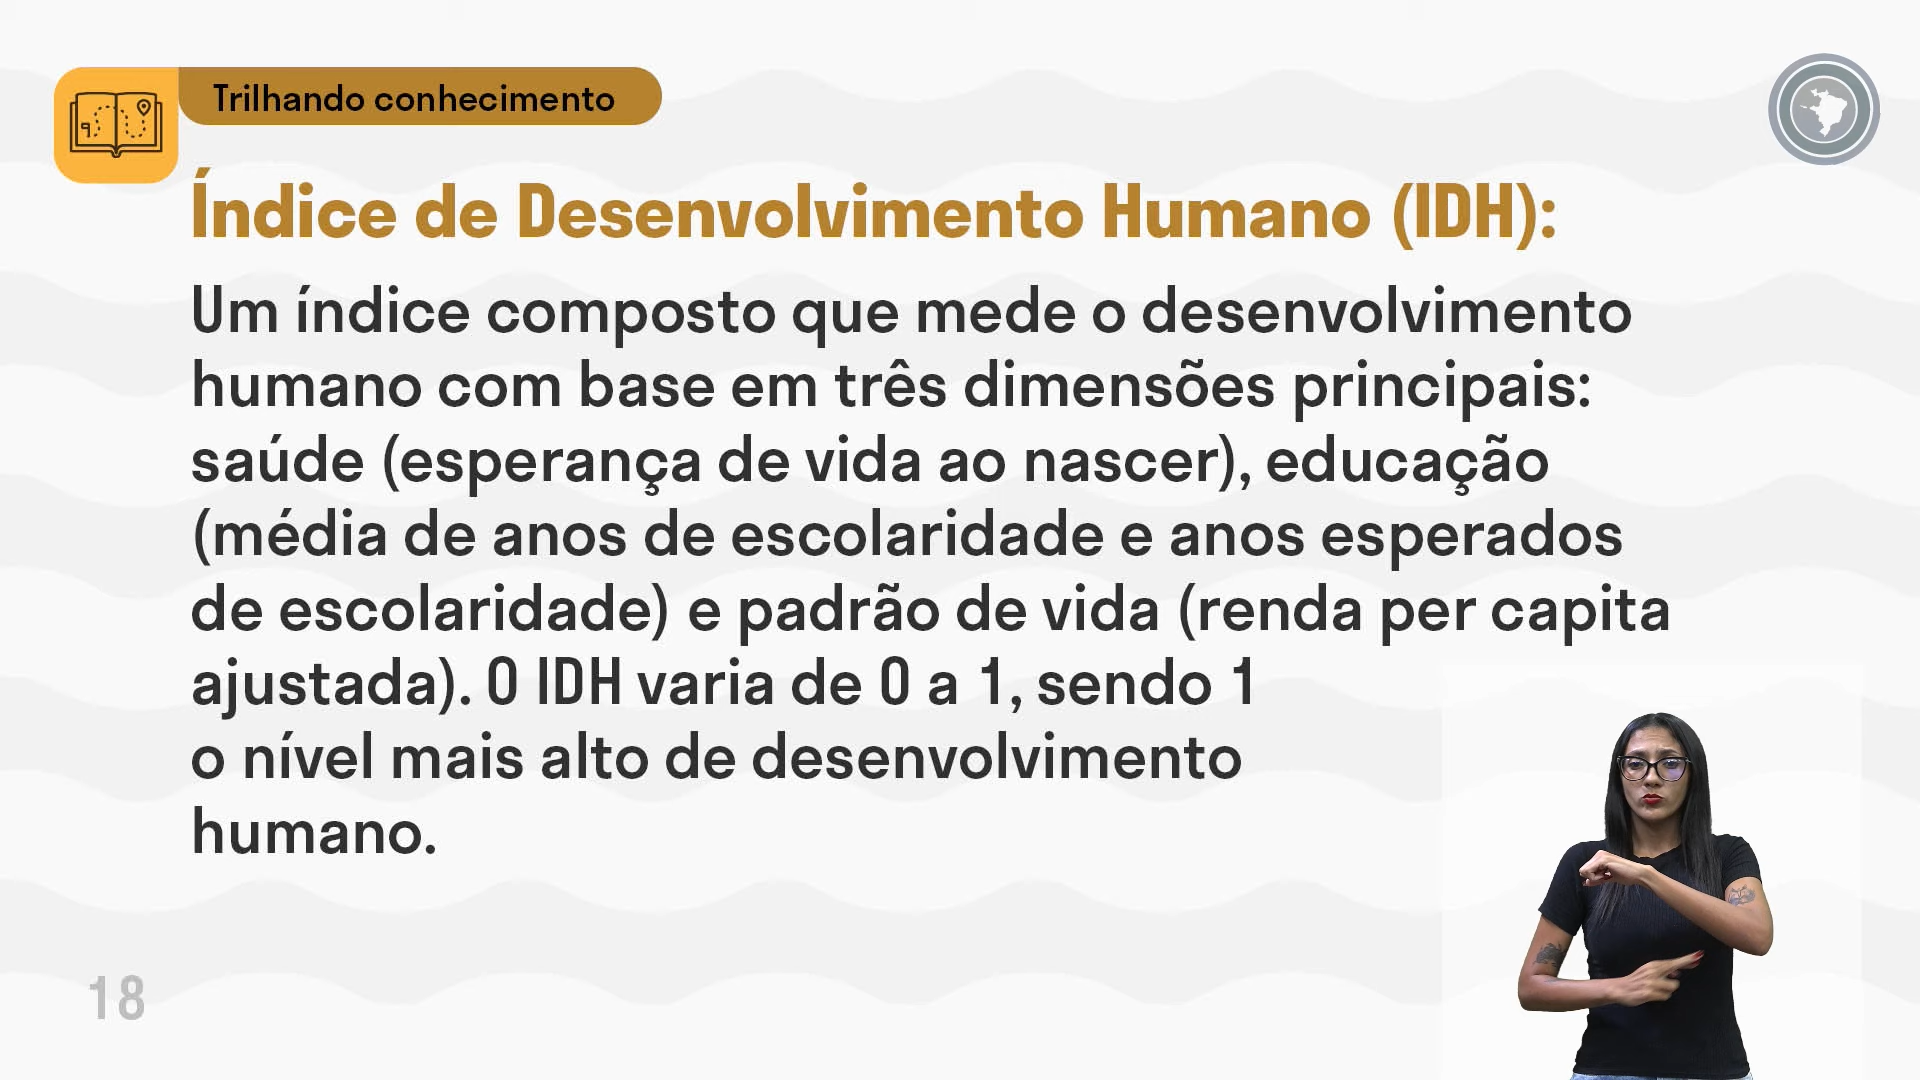 Trilhando conhecimento
Índice de Desenvolvimento Humano (IDH):
Um índice composto que mede o desenvolvimento
humano com base em três dimensões principais:
saúde (esperança de vida ao nascer), educação
(média de anos de escolaridade e anos esperados
de escolaridade) e padrão de vida (renda per capita
ajustada). O IDH varia de 0 a 1, sendo 1
o nível mais alto de desenvolvimento
humano.
18